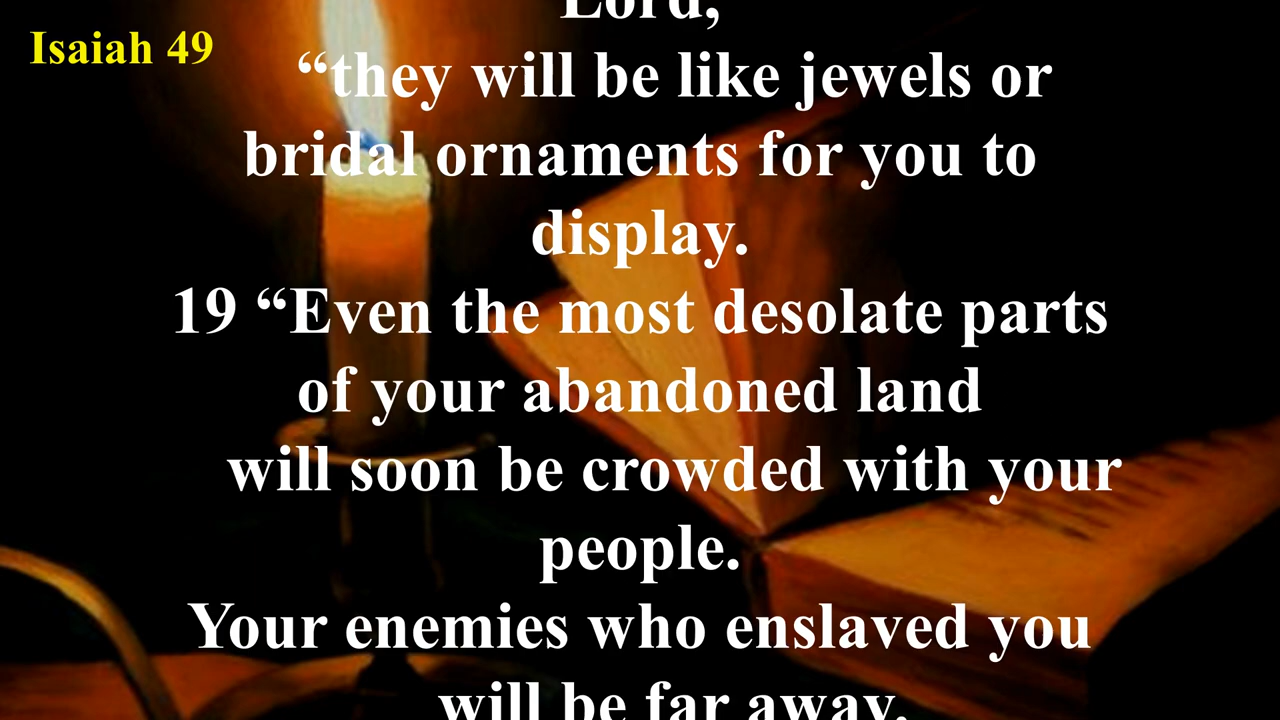 Lord,
Isaiah 49
“they will be like jewels or
bridal ornaments for you to
display.
19 “Even the most desolate parts
of your abandoned land
will soon be crowded with your
people.
Your enemies who enslaved you
will be far away.